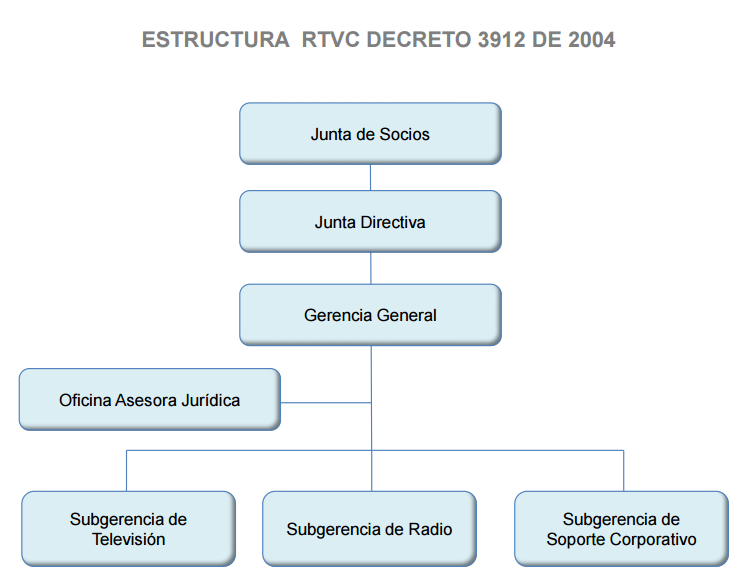 ESTRUCTURA RTVC DECRETO 3912 DE 2004
Junta de Socios
Junta Directiva
Gerencia General
Oficina Asesora Jurídica
Subgerencia de
Televisión
Subgerencia de Radio
Subgerencia de
Soporte Corporativo